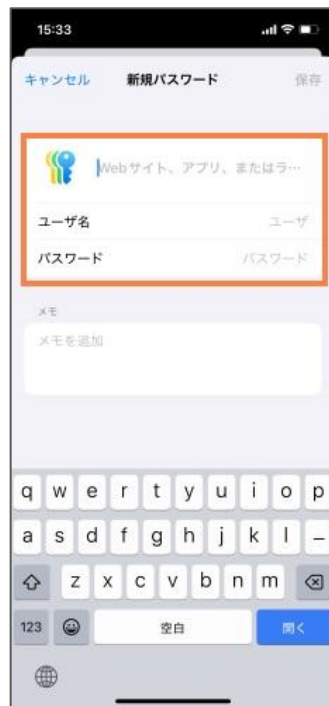 15:33
キャンセル 新規パスワード 保存
Webサイト、アプリ、またはラ…
ユーザ名 ユーザ
パスワード パスワード
メモ
メモを追加
q w e r t y u i o p
a s d f g h j k l –
z x c v b n m
123 空白 開く